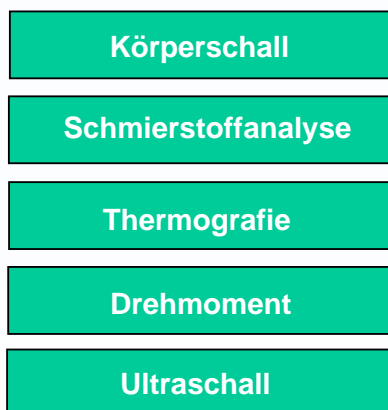 Körperschall
Schmierstoffanalyse
Thermografie
Drehmoment
Ultraschall